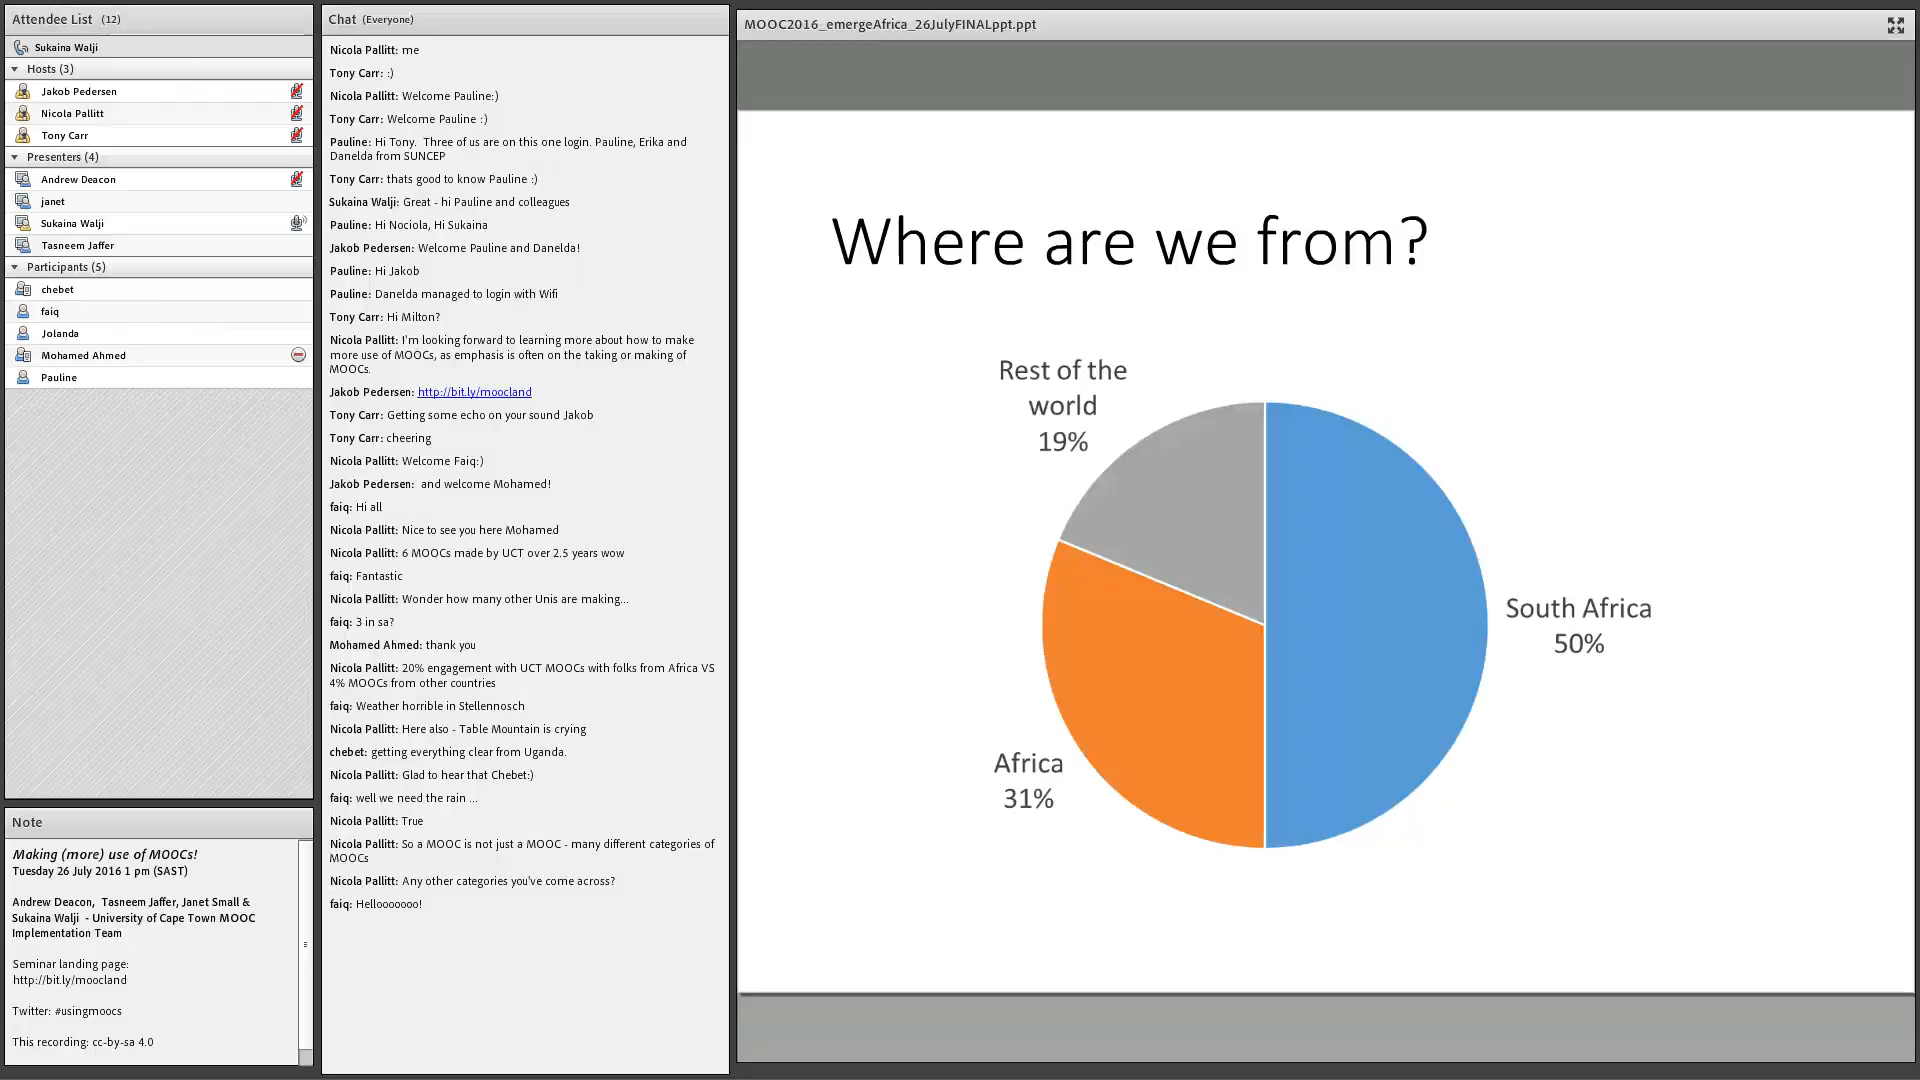 Attendee List (12)
Sukaina Walji
Hosts (3)
Jakob Pedersen
Nicola Pallitt
Tony Carr
Presenters (4)
Andrew Deacon
janet
Sukaina Walji
Tasneem Jaffer
Participants (5)
chebet
faiq
Jolanda
Mohamed Ahmed
Pauline
Note
Making (more) use of MOOCs!
Tuesday 26 July 2016 1 pm (SAST)
Andrew Deacon,  Tasneem Jaffer, Janet Small &
Sukaina Walji  - University of Cape Town MOOC
Implementation Team
Seminar landing page:
http://bit.ly/moocland
Twitter: #usingmoocs
This recording: cc-by-sa 4.0
Chat (Everyone)
Nicola Pallitt: me
Tony Carr: :)
Nicola Pallitt: Welcome Pauline:)
Tony Carr: Welcome Pauline :)
Pauline: Hi Tony.  Three of us are on this one login. Pauline, Erika and
Danelda from SUNCEP
Tony Carr: thats good to know Pauline :)
Sukaina Walji: Great - hi Pauline and colleagues
Pauline: Hi Nociola, Hi Sukaina
Jakob Pedersen: Welcome Pauline and Danelda!
Pauline: Hi Jakob
Pauline: Danelda managed to login with Wifi
Tony Carr: Hi Milton?
Nicola Pallitt: I'm looking forward to learning more about how to make
more use of MOOCs, as emphasis is often on the taking or making of
MOOCs.
Jakob Pedersen: http://bit.ly/moocland
Tony Carr: Getting some echo on your sound Jakob
Tony Carr: cheering
Nicola Pallitt: Welcome Faiq:)
Jakob Pedersen:  and welcome Mohamed!
faiq: Hi all
Nicola Pallitt: Nice to see you here Mohamed
Nicola Pallitt: 6 MOOCs made by UCT over 2.5 years wow
faiq: Fantastic
Nicola Pallitt: Wonder how many other Unis are making...
faiq: 3 in sa?
Mohamed Ahmed: thank you
Nicola Pallitt: 20% engagement with UCT MOOCs with folks from Africa VS
4% MOOCs from other countries
faiq: Weather horrible in Stellennosch
Nicola Pallitt: Here also - Table Mountain is crying
chebet: getting everything clear from Uganda.
Nicola Pallitt: Glad to hear that Chebet:)
faiq: well we need the rain ...
Nicola Pallitt: True
Nicola Pallitt: So a MOOC is not just a MOOC - many different categories of
MOOCs
Nicola Pallitt: Any other categories you've come across?
faiq: Hellooooooo!
MOOC2016_emergeAfrica_26JulyFINALppt.ppt
Where are we from?
Rest of the
world
19%
South Africa
50%
Africa
31%